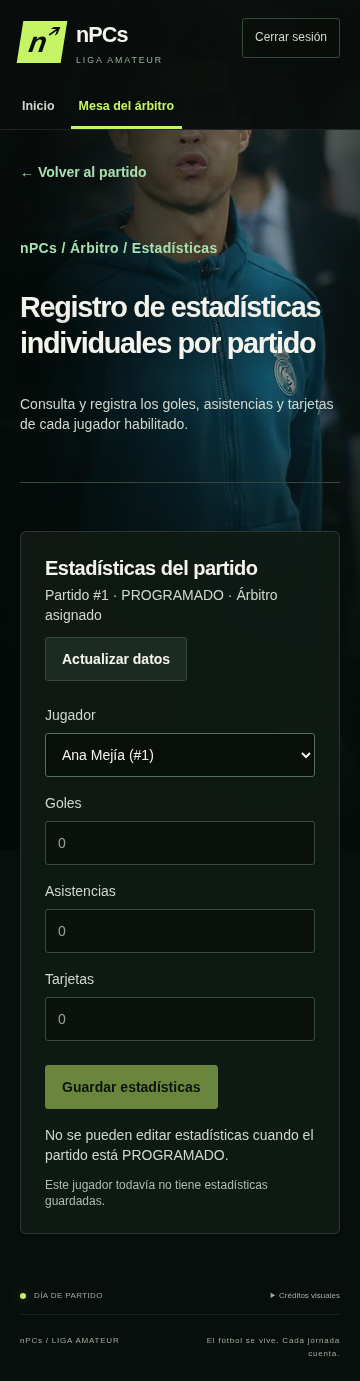 n
nPCs
LIGA AMATEUR
Cerrar sesión
Inicio
Mesa del árbitro
← Volver al partido
nPCs / Árbitro / Estadísticas
Registro de estadísticas
individuales por partido
Consulta y registra los goles, asistencias y tarjetas
de cada jugador habilitado.
Estadísticas del partido
Partido #1 · PROGRAMADO · Árbitro
asignado
Actualizar datos
Jugador
Ana Mejía (#1)
Goles
0
Asistencias
0
Tarjetas
0
Guardar estadísticas
No se pueden editar estadísticas cuando el
partido está PROGRAMADO.
Este jugador todavía no tiene estadísticas
guardadas.
DÍA DE PARTIDO
Créditos visuales
nPCs / LIGA AMATEUR
El fútbol se vive. Cada jornada
cuenta.